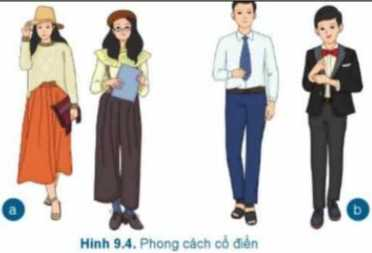 a
b
Hình 9.4. Phong cách cổ điển